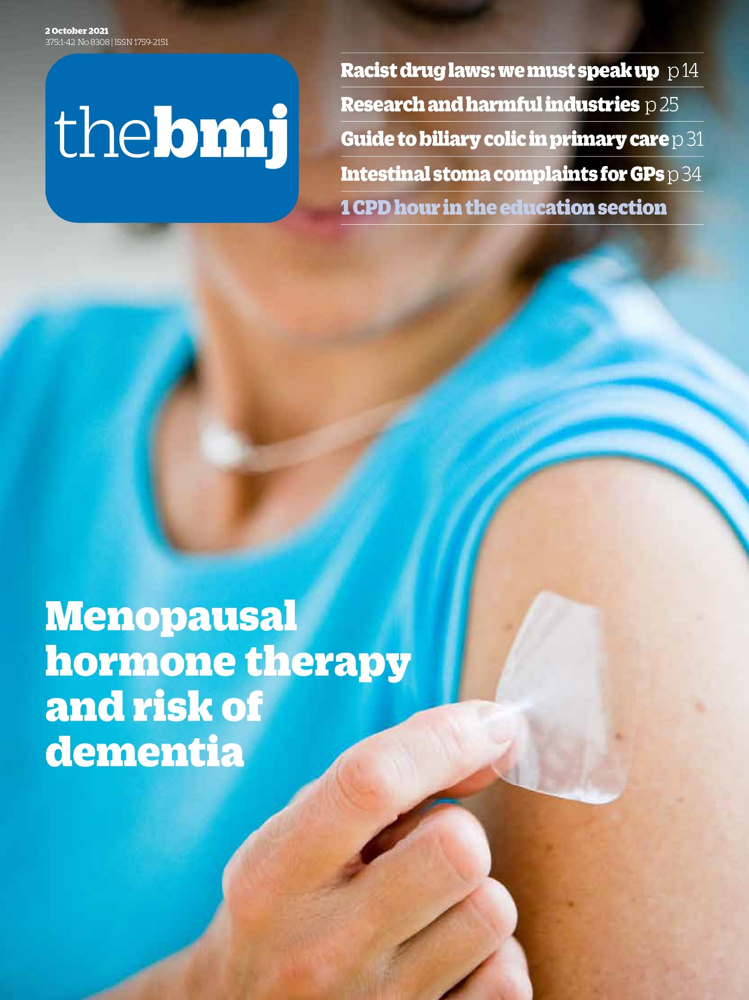 2 October 2021
375:1-42 No 8308 | ISSN 1759-2151
thebmj
Racist drug laws: we must speak up p 14
Research and harmful industries p 25
Guide to biliary colic in primary care p 31
Intestinal stoma complaints for GPs p 34
1 CPD hour in the education section
Menopausal
hormone therapy
and risk of
dementia